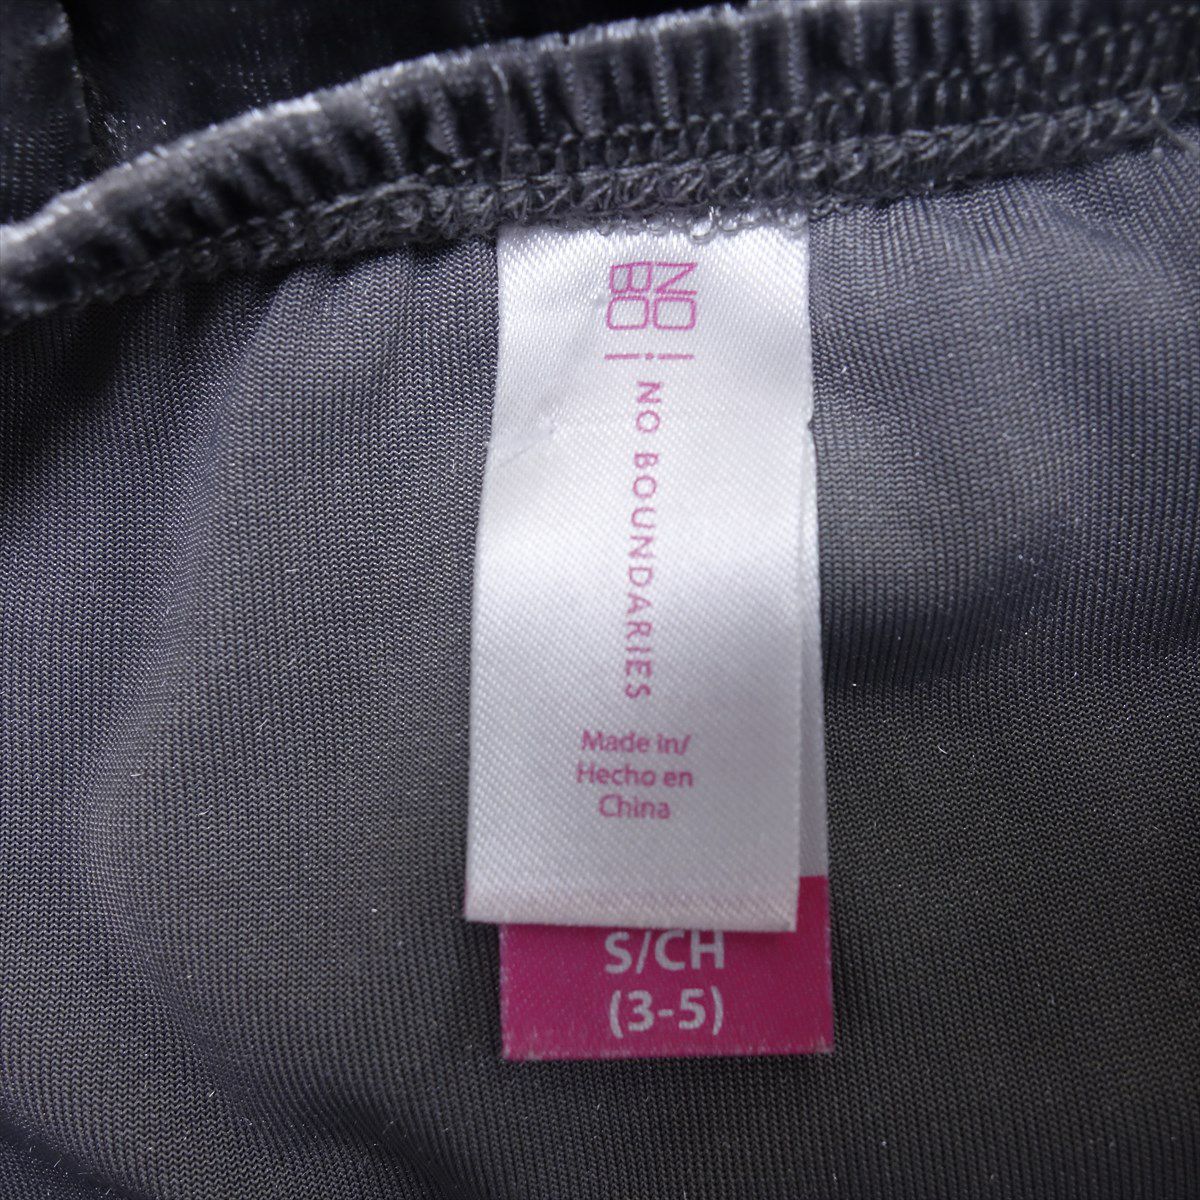 NO
BO
NO BOUNDARIES
Made in/
Hecho en
China
S/CH
(3-5)